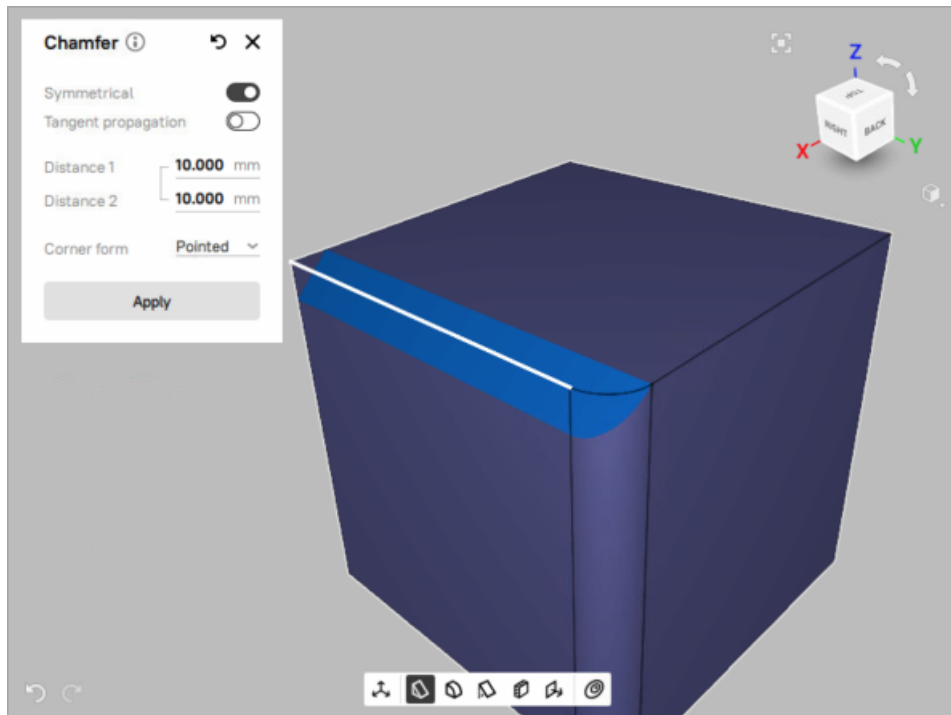 Chamfer
Symmetrical
Tangent propagation
Distance 1 10.000 mm
Distance 2 10.000 mm
Corner form Pointed
Apply
Z
TOP
RIGHT BACK
X Y